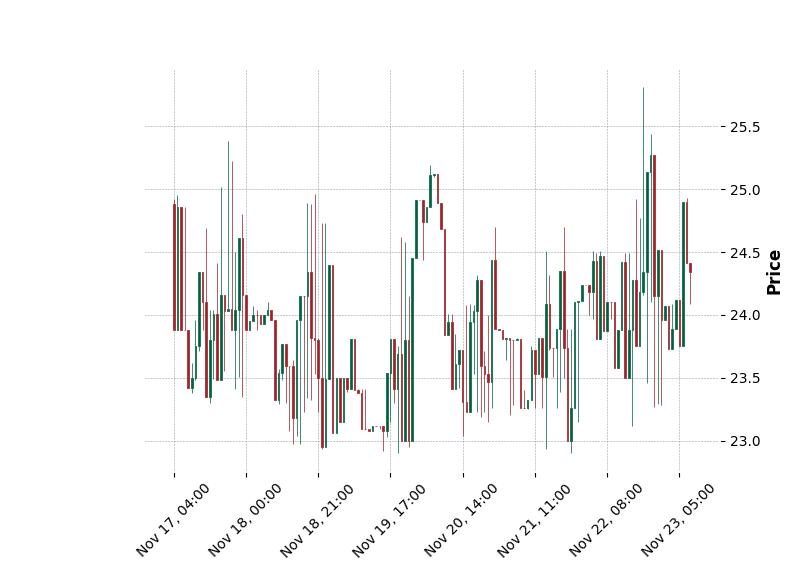 25.5
25.0
24.5
24.0
23.5
23.0
Price
Nov 17, 04:00
Nov 18, 00:00
Nov 18, 21:00
Nov 19, 17:00
Nov 20, 14:00
Nov 21, 11:00
Nov 22, 08:00
Nov 23, 05:00